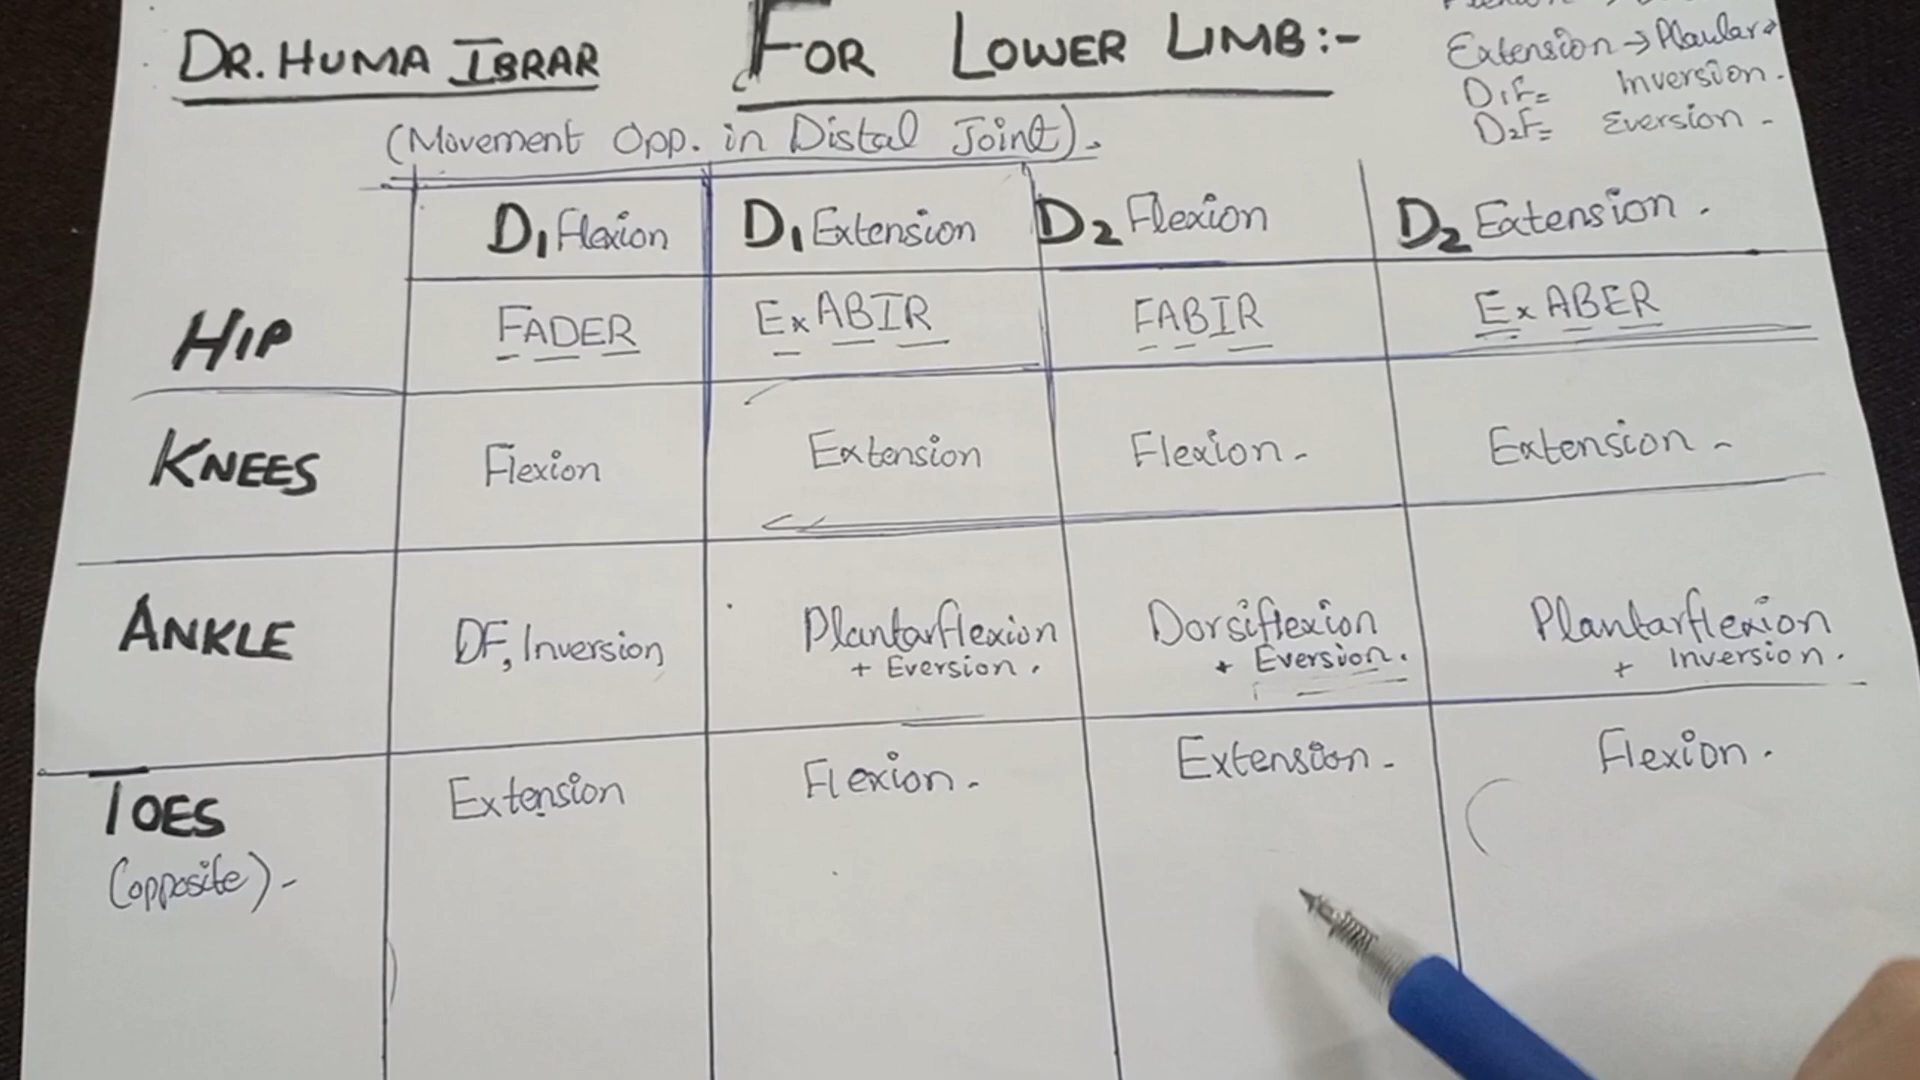 DR. HUMA IBRAR
FOR LOWER LIMB:-
Extension → Plantar
D1F= Inversion.
D2F= Eversion -
(Movement Opp. in Distal Joint).
D1 Flexion D1 Extension D2 Flexion D2 Extension.
HIP FADER ExABIR FABIR ExABER
KNEES Flexion Extension Flexion- Extension-
ANKLE DF, Inversion Plantarflexion Dorsiflexion Plantarflexion
+ Eversion. + Eversion. + Inversion.
TOES Extension Flexion- Extension- Flexion.
(opposite)-